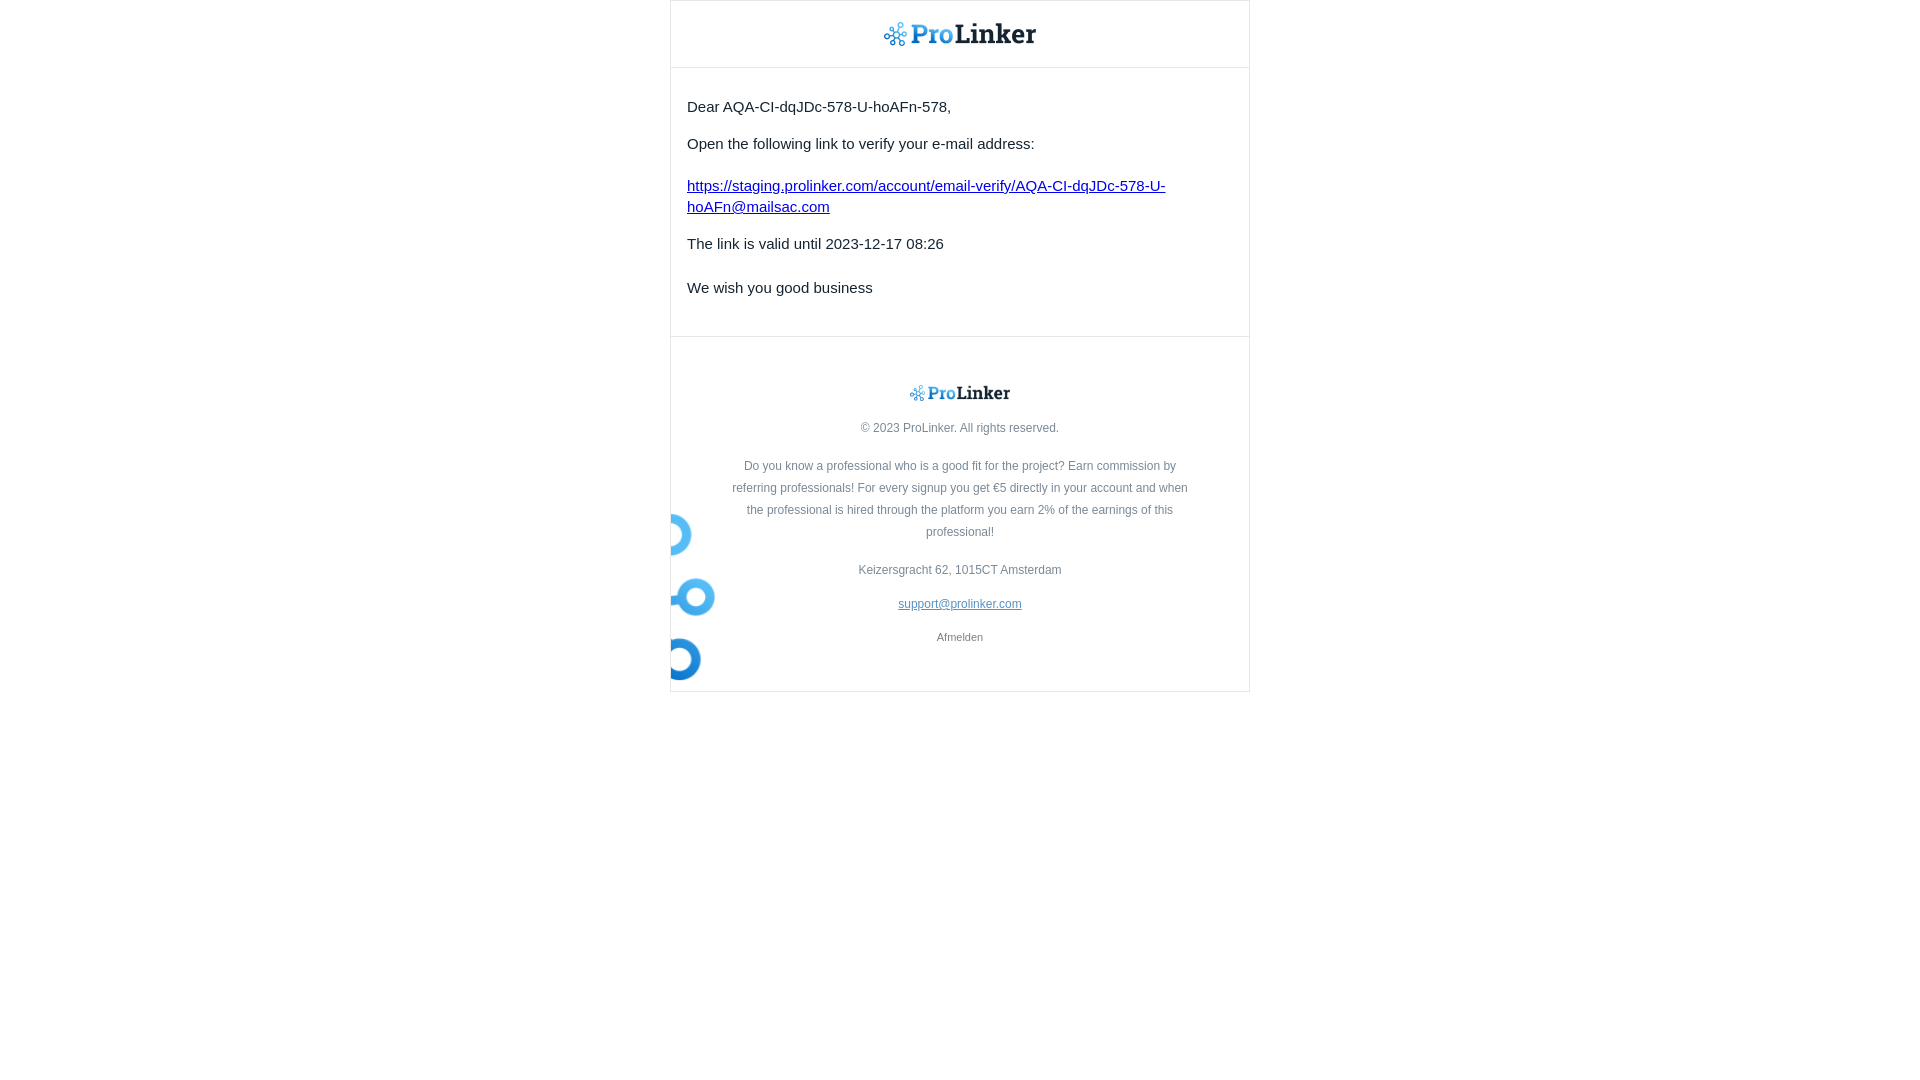 ProLinker
Dear AQA-CI-dqJDc-578-U-hoAFn-578,
Open the following link to verify your e-mail address:
https://staging.prolinker.com/account/email-verify/AQA-CI-dqJDc-578-U-
hoAFn@mailsac.com
The link is valid until 2023-12-17 08:26
We wish you good business
ProLinker
© 2023 ProLinker. All rights reserved.
Do you know a professional who is a good fit for the project? Earn commission by
referring professionals! For every signup you get €5 directly in your account and when
the professional is hired through the platform you earn 2% of the earnings of this
professional!
Keizersgracht 62, 1015CT Amsterdam
support@prolinker.com
Afmelden